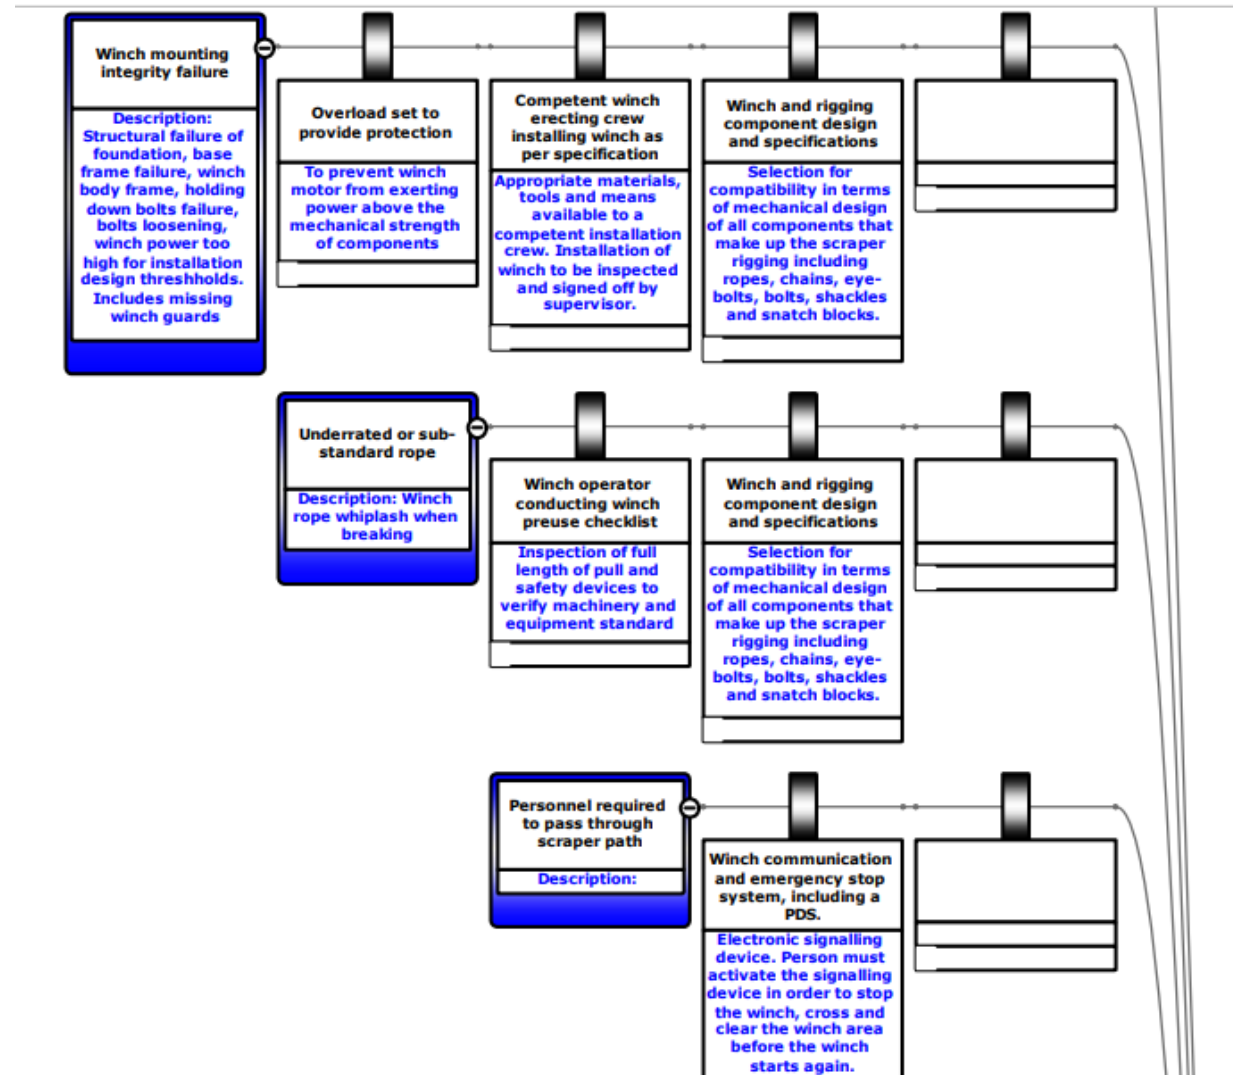 Winch mounting
integrity failure
Description:
Structural failure of
foundation, base
frame failure, winch
body frame, holding
down bolts failure,
bolts loosening,
winch power too
high for installation
design threshholds.
Includes missing
winch guards
Overload set to
provide protection
To prevent winch
motor from exerting
power above the
mechanical strength
of components
Competent winch
erecting crew
installing winch as
per specification
Appropriate materials,
tools and means
available to a
competent installation
crew. Installation of
winch to be inspected
and signed off by
supervisor.
Winch and rigging
component design
and specifications
Selection for
compatibility in terms
of mechanical design
of all components that
make up the scraper
rigging including
ropes, chains, eye-
bolts, bolts, shackles
and snatch blocks.
Underrated or sub-
standard rope
Description: Winch
rope whiplash when
breaking
Winch operator
conducting winch
preuse checklist
Inspection of full
length of pull and
safety devices to
verify machinery and
equipment standard
Winch and rigging
component design
and specifications
Selection for
compatibility in terms
of mechanical design
of all components that
make up the scraper
rigging including
ropes, chains, eye-
bolts, bolts, shackles
and snatch blocks.
Personnel required
to pass through
scraper path
Description:
Winch communication
and emergency stop
system, including a
PDS.
Electronic signalling
device. Person must
activate the signalling
device in order to stop
the winch, cross and
clear the winch area
before the winch
starts again.